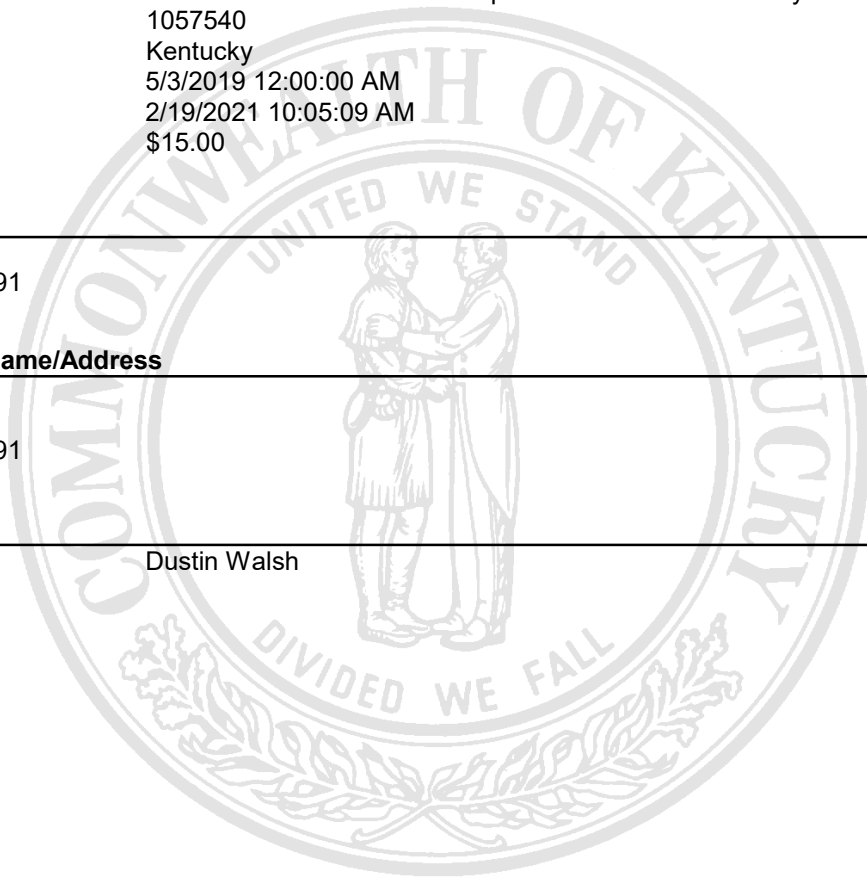 1057540
Kentucky
5/3/2019 12:00:00 AM
2/19/2021 10:05:09 AM
$15.00
91
ame/Address
91
Dustin Walsh
COMMONWEALTH OF KENTUCKY
UNITED WE STAND
DIVIDED WE FALL